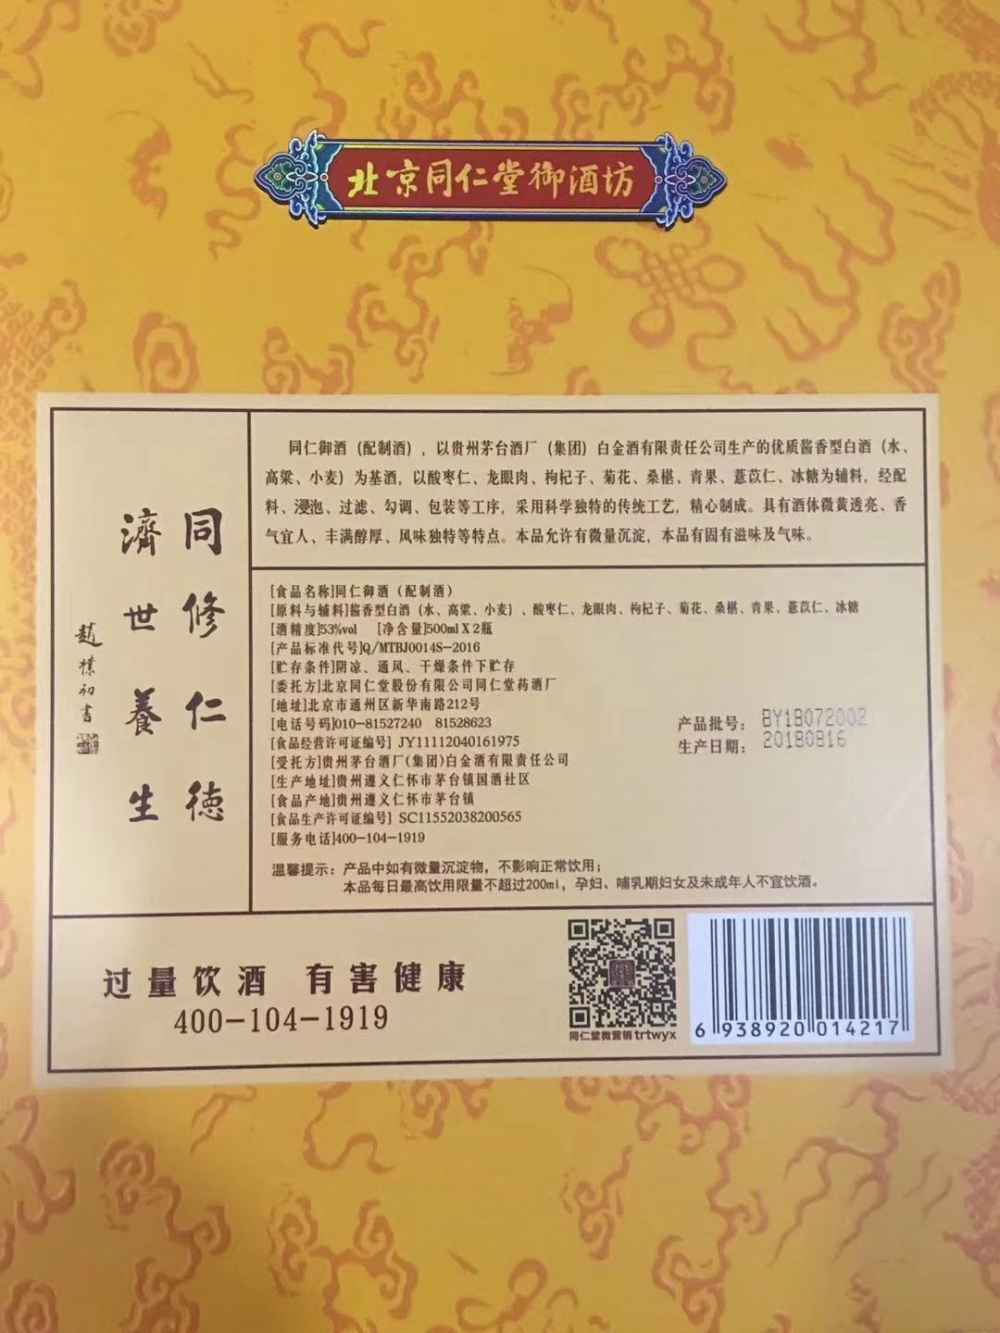 北京同仁堂御酒坊
同修仁德
濟世養生
趙樸初書
同仁御酒（配制酒），以贵州茅台酒厂（集团）白金酒有限责任公司生产的优质酱香型白酒（水、
高粱、小麦）为基酒，以酸枣仁、龙眼肉、枸杞子、菊花、桑椹、青果、薏苡仁、冰糖为辅料，经配
料、浸泡、过滤、勾调、包装等工序，采用科学独特的传统工艺，精心制成。具有酒体微黄透亮、香
气宜人、丰满醇厚、风味独特等特点。本品允许有微量沉淀，本品有固有滋味及气味。
[食品名称]同仁御酒（配制酒）
[原料与辅料]酱香型白酒（水、高粱、小麦）、酸枣仁、龙眼肉、枸杞子、菊花、桑椹、青果、薏苡仁、冰糖
[酒精度]53%vol [净含量]500ml X 2瓶
[产品标准代号]Q/MTBJ0014S-2016
[贮存条件]阴凉、通风、干燥条件下贮存
[委托方]北京同仁堂股份有限公司同仁堂药酒厂
[地址]北京市通州区新华南路212号
[电话号码]010-81527240 81528623
[食品经营许可证编号] JY11112040161975
[受托方]贵州茅台酒厂(集团)白金酒有限责任公司
[生产地址]贵州遵义仁怀市茅台镇国酒社区
[食品产地]贵州遵义仁怀市茅台镇
[食品生产许可证编号] SC11552038200565
[服务电话]400-104-1919
产品批号： BY18072002
生产日期： 20180816
温馨提示：产品中如有微量沉淀物，不影响正常饮用；
本品每日最高饮用限量不超过200ml，孕妇、哺乳期妇女及未成年人不宜饮酒。
过量饮酒 有害健康
400-104-1919
同仁堂微营销trtwyx
6 938920 014217